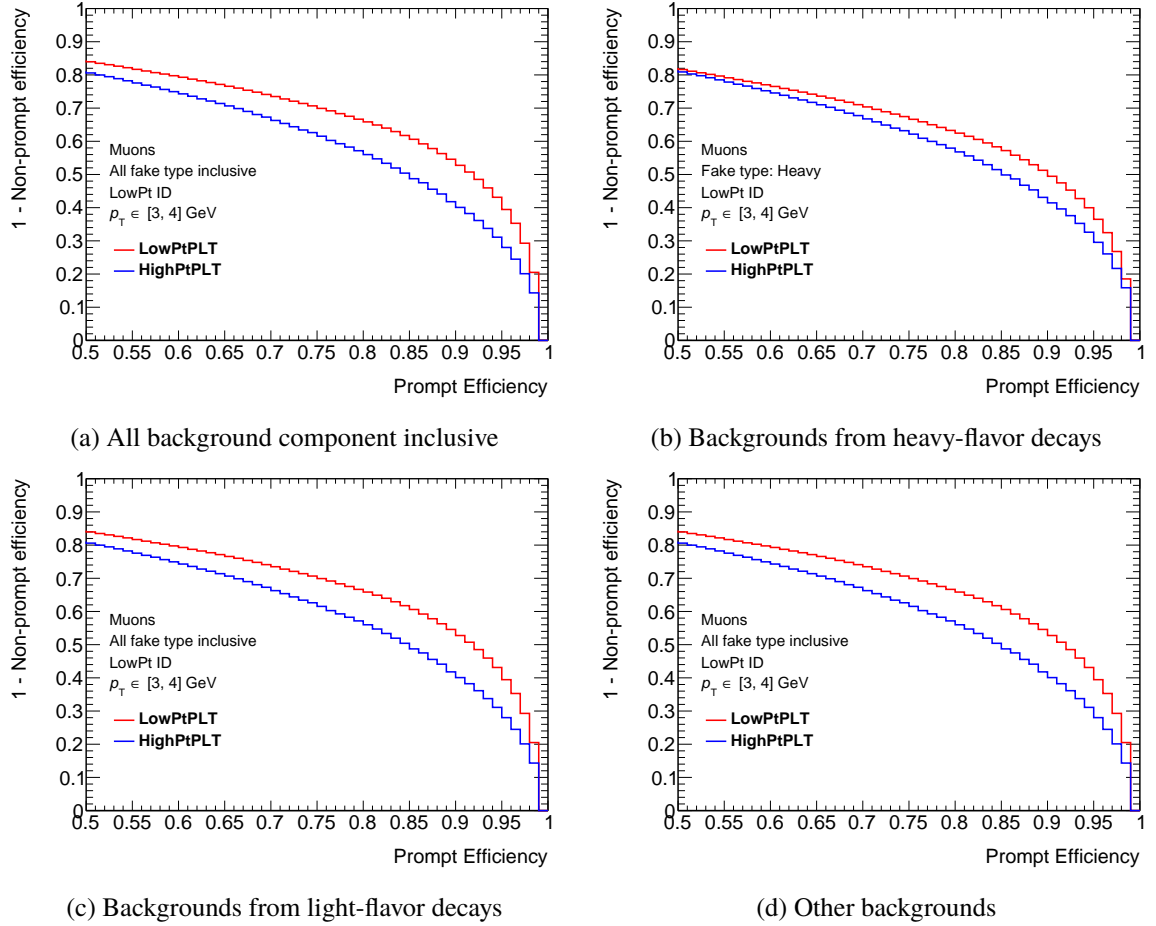 1 - Non-prompt efficiency
1
0.9
0.8
0.7
0.6
0.5
0.4
0.3
0.2
0.1
0
Muons
All fake type inclusive
LowPt ID
p_T ∈ [3, 4] GeV
LowPtPLT
HighPtPLT
0.5 0.55 0.6 0.65 0.7 0.75 0.8 0.85 0.9 0.95 1
Prompt Efficiency
(a) All background component inclusive
1 - Non-prompt efficiency
1
0.9
0.8
0.7
0.6
0.5
0.4
0.3
0.2
0.1
0
Muons
Fake type: Heavy
LowPt ID
p_T ∈ [3, 4] GeV
LowPtPLT
HighPtPLT
0.5 0.55 0.6 0.65 0.7 0.75 0.8 0.85 0.9 0.95 1
Prompt Efficiency
(b) Backgrounds from heavy-flavor decays
1 - Non-prompt efficiency
1
0.9
0.8
0.7
0.6
0.5
0.4
0.3
0.2
0.1
0
Muons
All fake type inclusive
LowPt ID
p_T ∈ [3, 4] GeV
LowPtPLT
HighPtPLT
0.5 0.55 0.6 0.65 0.7 0.75 0.8 0.85 0.9 0.95 1
Prompt Efficiency
(c) Backgrounds from light-flavor decays
1 - Non-prompt efficiency
1
0.9
0.8
0.7
0.6
0.5
0.4
0.3
0.2
0.1
0
Muons
All fake type inclusive
LowPt ID
p_T ∈ [3, 4] GeV
LowPtPLT
HighPtPLT
0.5 0.55 0.6 0.65 0.7 0.75 0.8 0.85 0.9 0.95 1
Prompt Efficiency
(d) Other backgrounds